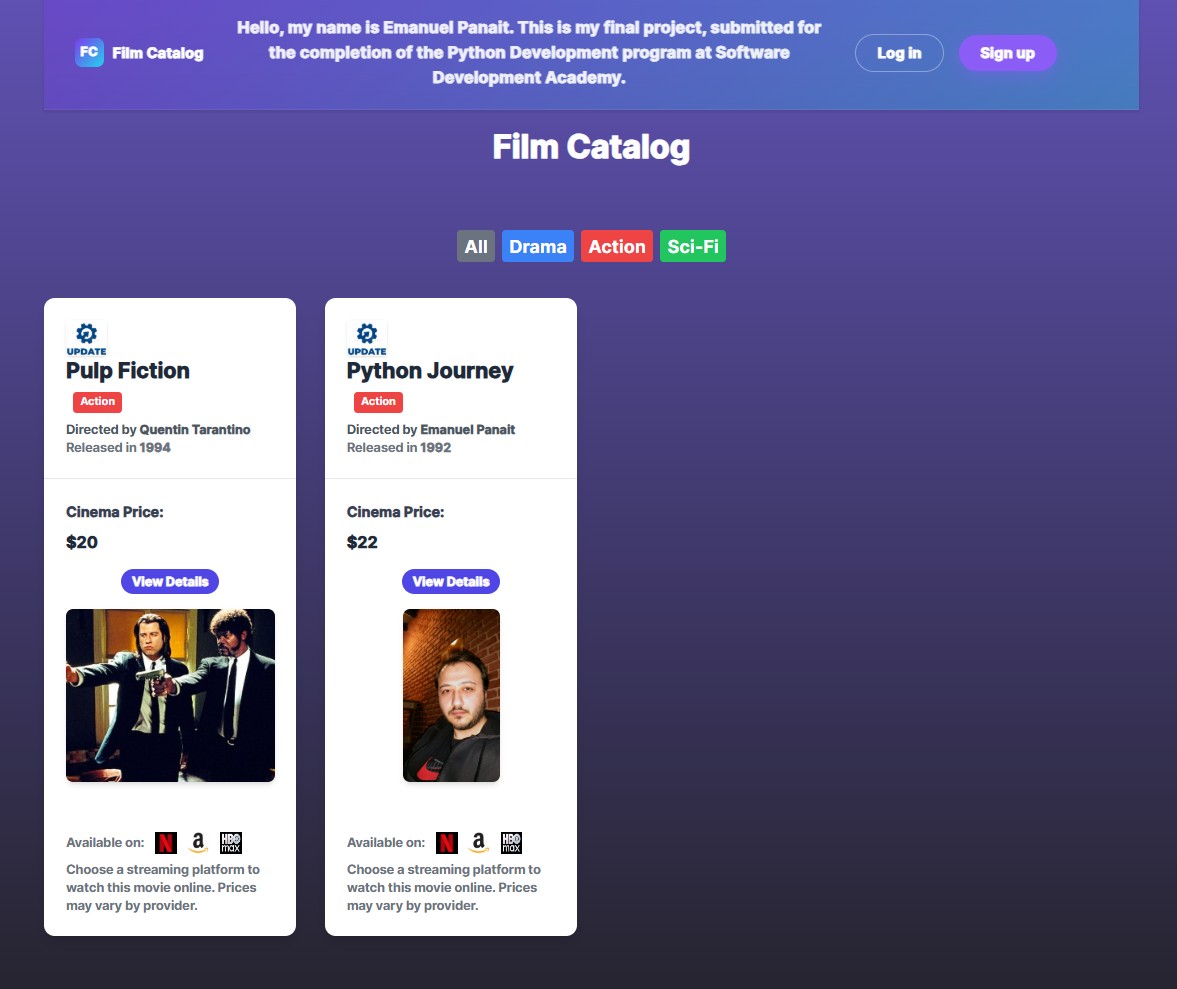 Hello, my name is Emanuel Panait. This is my final project, submitted for
the completion of the Python Development program at Software
Development Academy.
FC Film Catalog
Log in
Sign up
Film Catalog
All Drama Action Sci-Fi
UPDATE
Pulp Fiction
Action
Directed by Quentin Tarantino
Released in 1994
Cinema Price:
$20
View Details
Available on: N a HBO max
Choose a streaming platform to
watch this movie online. Prices
may vary by provider.
UPDATE
Python Journey
Action
Directed by Emanuel Panait
Released in 1992
Cinema Price:
$22
View Details
Available on: N a HBO max
Choose a streaming platform to
watch this movie online. Prices
may vary by provider.